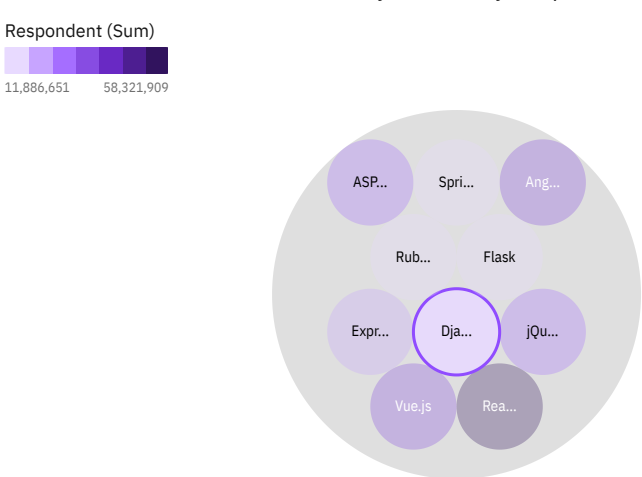 Respondent (Sum)
11,886,651 58,321,909
ASP... Spri... Ang...
Rub... Flask
Expr... Dja... jQu...
Vue.js Rea...